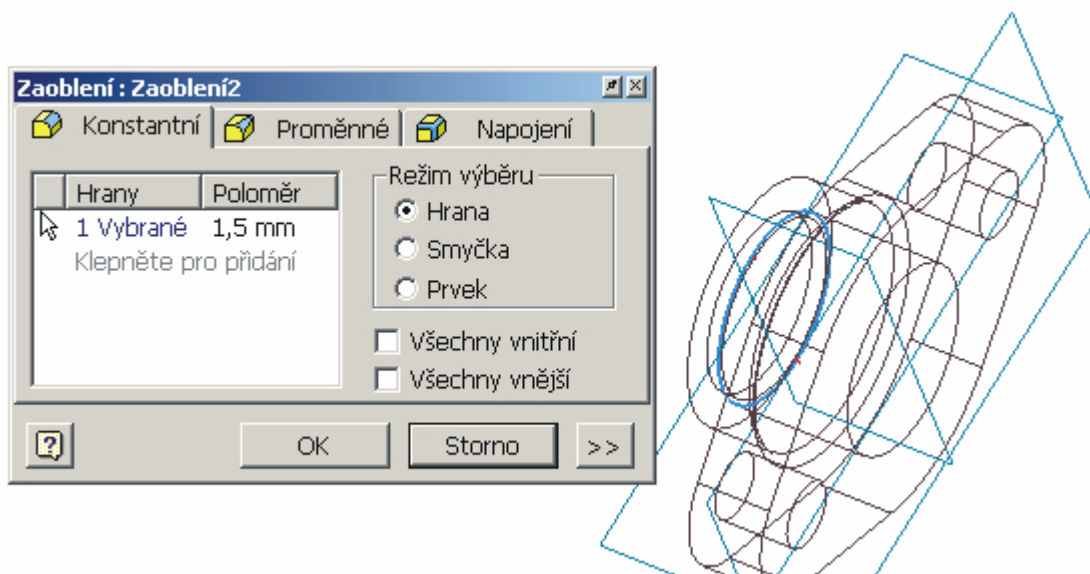 Zaoblení : Zaoblení2
Konstantní Proměnné Napojení
Hrany Poloměr
1 Vybrané 1,5 mm
Klepněte pro přidání
Režim výběru
Hrana
Smyčka
Prvek
Všechny vnitřní
Všechny vnější
OK Storno >>